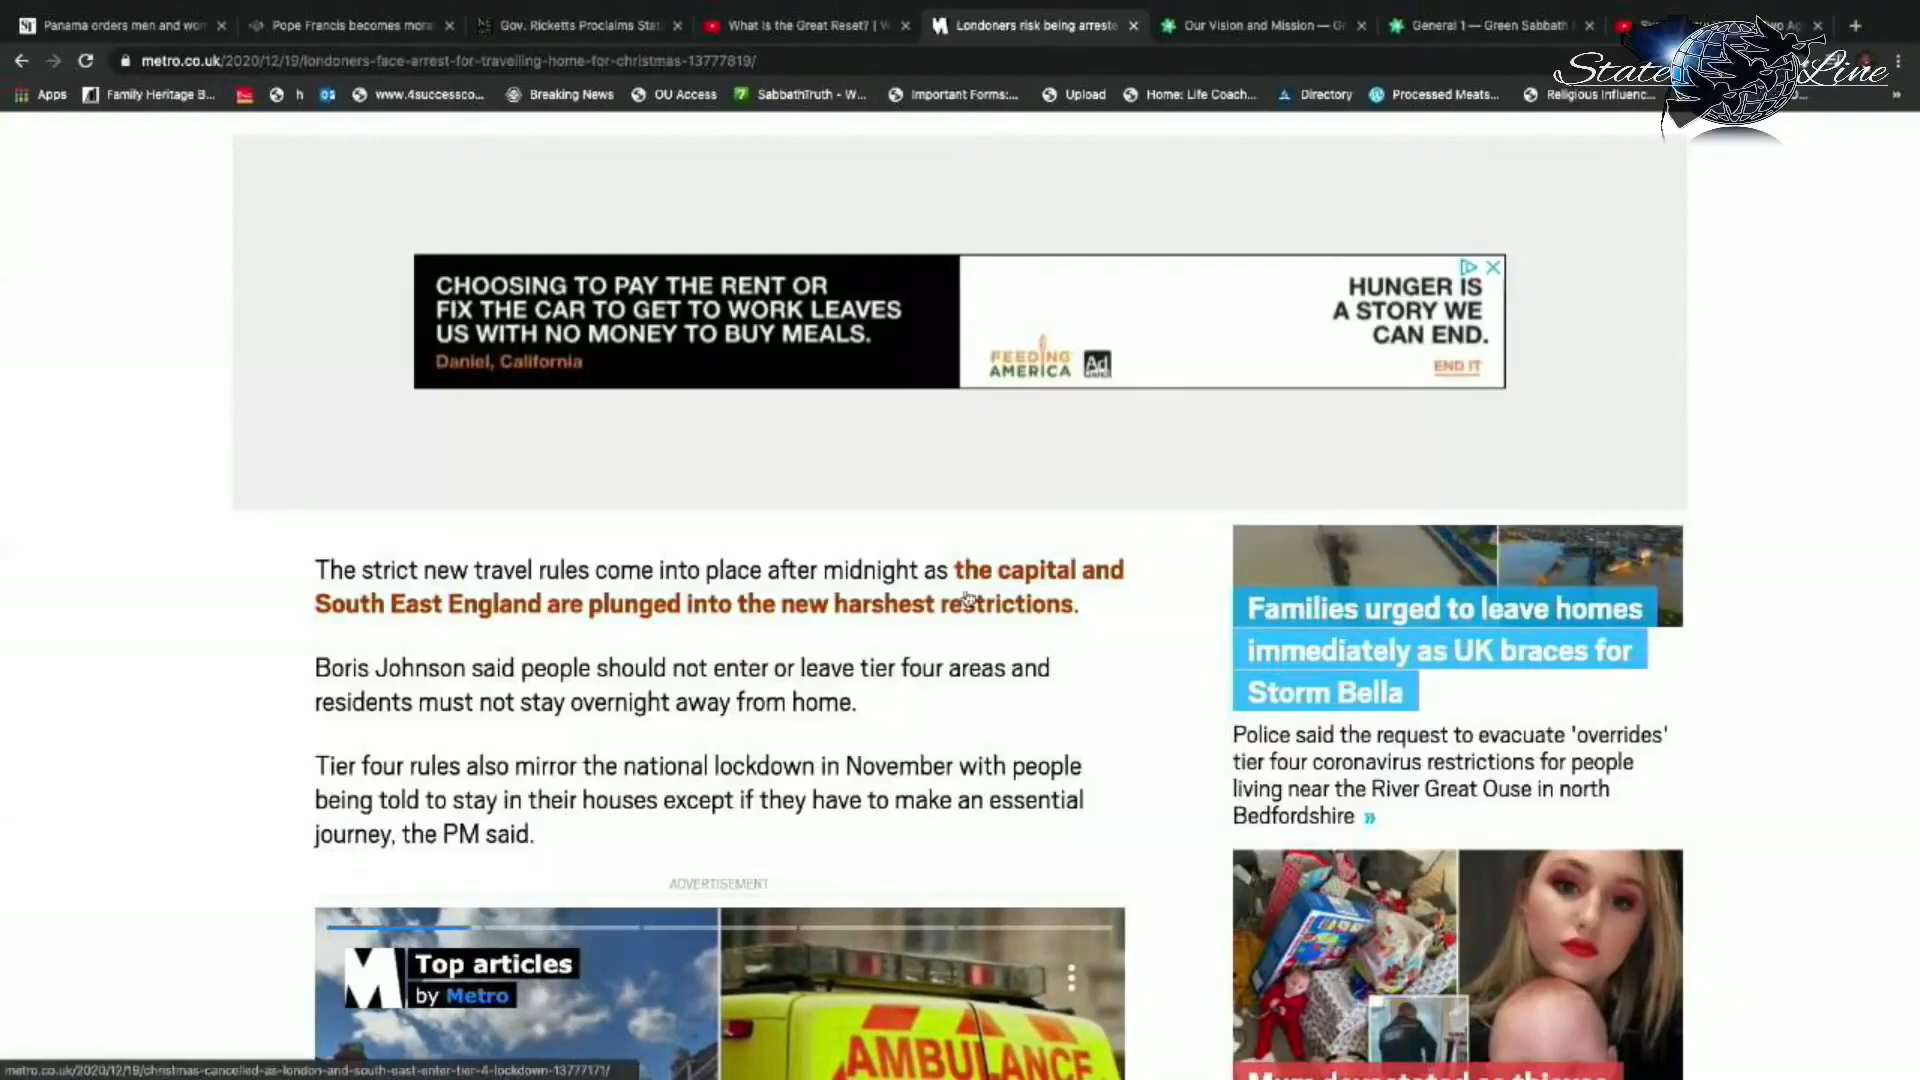 Panama orders men and wor
Pope Francis becomes mora
Gov. Ricketts Proclaims Stat
What is the Great Reset? | W
Londoners risk being arreste
Our Vision and Mission — Gr
General 1 — Green Sabbath
metro.co.uk/2020/12/19/londoners-face-arrest-for-travelling-home-for-christmas-13777819/
State Line
Apps
Family Heritage B...
h
www.4successco...
Breaking News
OU Access
SabbathTruth - W...
Important Forms:...
Upload
Home: Life Coach...
Directory
Processed Meats...
Religious Influenc...
CHOOSING TO PAY THE RENT OR
FIX THE CAR TO GET TO WORK LEAVES
US WITH NO MONEY TO BUY MEALS.
Daniel, California
FEEDING
AMERICA
Ad
HUNGER IS
A STORY WE
CAN END.
END IT
The strict new travel rules come into place after midnight as the capital and
South East England are plunged into the new harshest restrictions.
Boris Johnson said people should not enter or leave tier four areas and
residents must not stay overnight away from home.
Tier four rules also mirror the national lockdown in November with people
being told to stay in their houses except if they have to make an essential
journey, the PM said.
ADVERTISEMENT
Top articles
by Metro
AMBULANCE
Families urged to leave homes
immediately as UK braces for
Storm Bella
Police said the request to evacuate 'overrides'
tier four coronavirus restrictions for people
living near the River Great Ouse in north
Bedfordshire »
Mum devastated as thieves
metro.co.uk/2020/12/19/christmas-cancelled-as-london-and-south-east-enter-tier-4-lockdown-13777171/